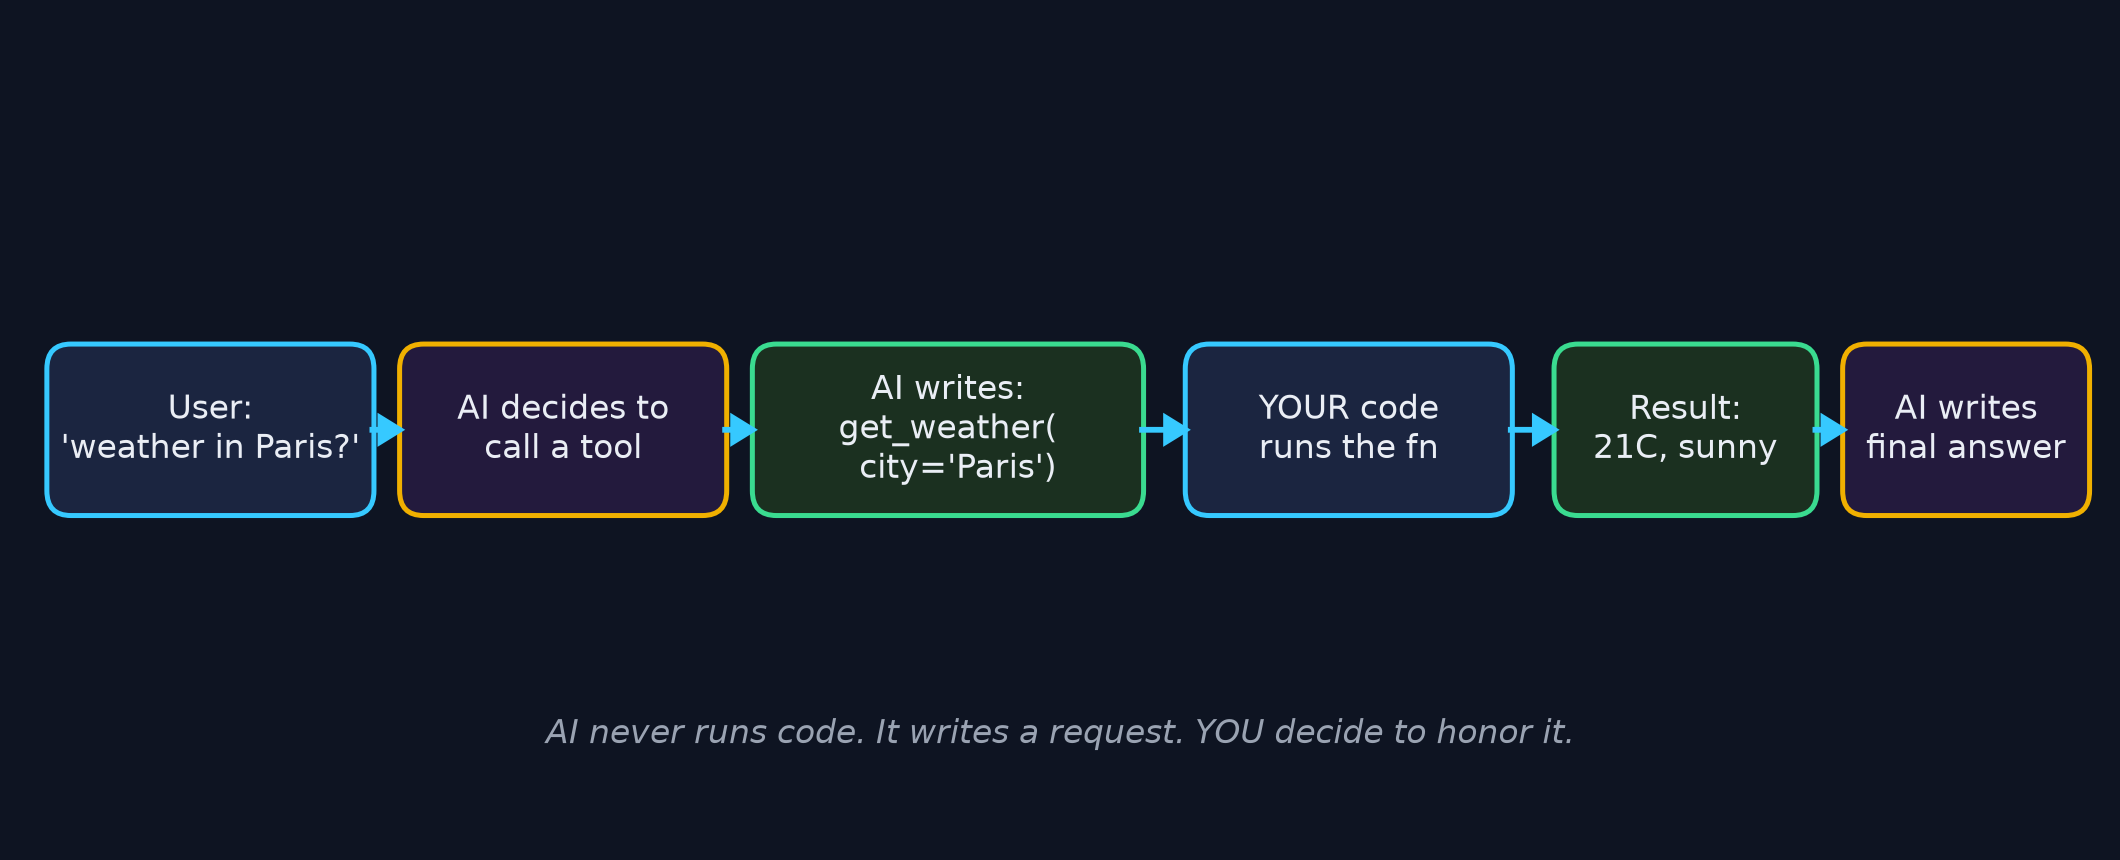 User:
'weather in Paris?'
AI decides to
call a tool
AI writes:
get_weather(
city='Paris')
YOUR code
runs the fn
Result:
21C, sunny
AI writes
final answer
AI never runs code. It writes a request. YOU decide to honor it.